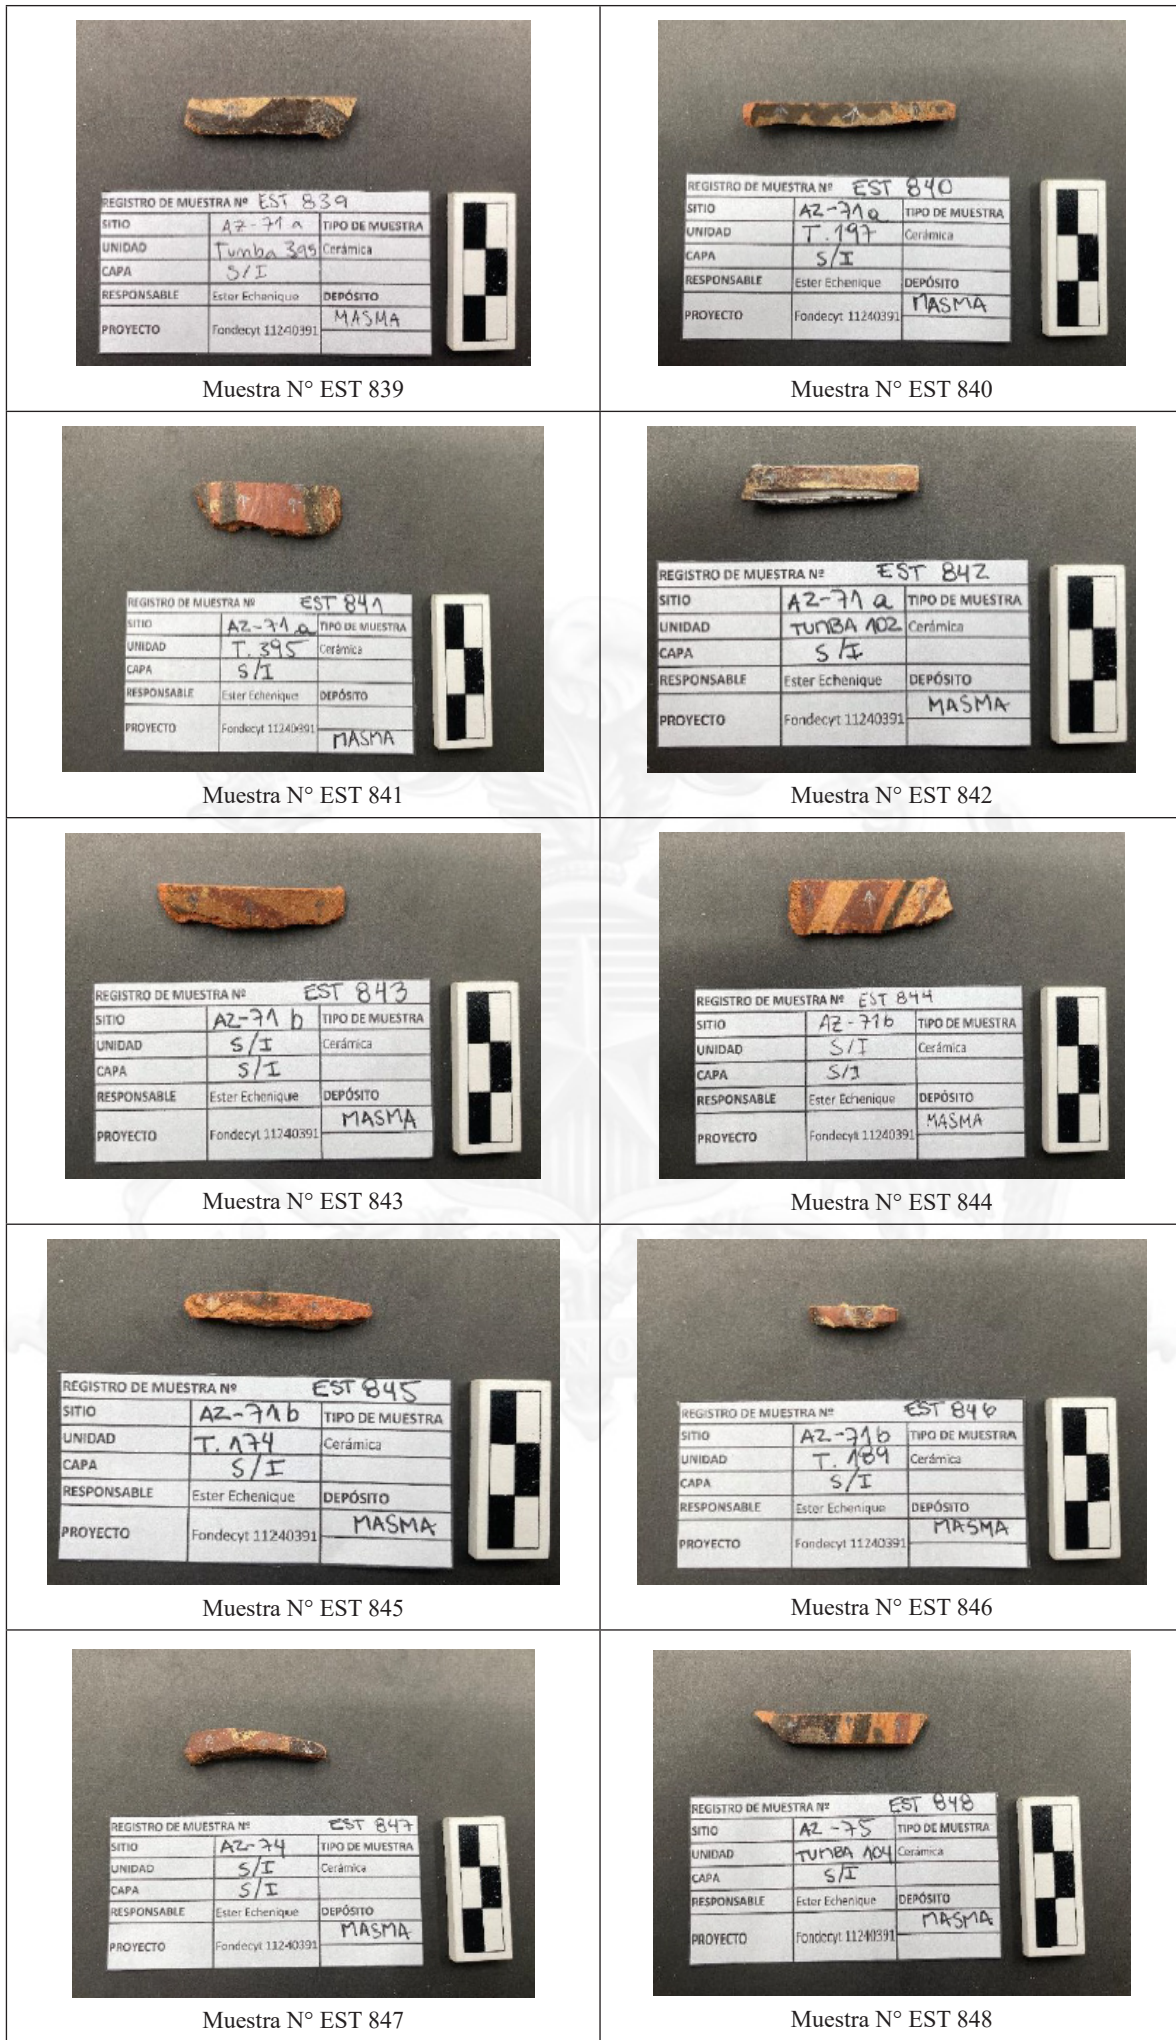 REGISTRO DE MUESTRA Nº EST 839
SITIO AZ-71 a TIPO DE MUESTRA
UNIDAD Tumba 395 Cerámica
CAPA S/I
RESPONSABLE Ester Echenique DEPÓSITO
PROYECTO Fondecyt 11240391 MASMA
Muestra N° EST 839
REGISTRO DE MUESTRA Nº EST 840
SITIO AZ-71a TIPO DE MUESTRA
UNIDAD T. 197 Cerámica
CAPA S/I
RESPONSABLE Ester Echenique DEPÓSITO
PROYECTO Fondecyt 11240391 MASMA
Muestra N° EST 840
REGISTRO DE MUESTRA Nº EST 841
SITIO AZ-71 a TIPO DE MUESTRA
UNIDAD T. 395 Cerámica
CAPA S/I
RESPONSABLE Ester Echenique DEPÓSITO
PROYECTO Fondecyt 11240391 MASMA
Muestra N° EST 841
REGISTRO DE MUESTRA Nº EST 842
SITIO AZ-71 a TIPO DE MUESTRA
UNIDAD TUMBA 102 Cerámica
CAPA S/I
RESPONSABLE Ester Echenique DEPÓSITO
PROYECTO Fondecyt 11240391 MASMA
Muestra N° EST 842
REGISTRO DE MUESTRA Nº EST 843
SITIO AZ-71 b TIPO DE MUESTRA
UNIDAD S/I Cerámica
CAPA S/I
RESPONSABLE Ester Echenique DEPÓSITO
PROYECTO Fondecyt 11240391 MASMA
Muestra N° EST 843
REGISTRO DE MUESTRA Nº EST 844
SITIO AZ-71b TIPO DE MUESTRA
UNIDAD S/I Cerámica
CAPA S/I
RESPONSABLE Ester Echenique DEPÓSITO
PROYECTO Fondecyt 11240391 MASMA
Muestra N° EST 844
REGISTRO DE MUESTRA Nº EST 845
SITIO AZ-71b TIPO DE MUESTRA
UNIDAD T. 174 Cerámica
CAPA S/I
RESPONSABLE Ester Echenique DEPÓSITO
PROYECTO Fondecyt 11240391 MASMA
Muestra N° EST 845
REGISTRO DE MUESTRA Nº EST 846
SITIO AZ-71b TIPO DE MUESTRA
UNIDAD T. 189 Cerámica
CAPA S/I
RESPONSABLE Ester Echenique DEPÓSITO
PROYECTO Fondecyt 11240391 MASMA
Muestra N° EST 846
REGISTRO DE MUESTRA Nº EST 847
SITIO AZ-74 TIPO DE MUESTRA
UNIDAD S/I Cerámica
CAPA S/I
RESPONSABLE Ester Echenique DEPÓSITO
PROYECTO Fondecyt 11240391 MASMA
Muestra N° EST 847
REGISTRO DE MUESTRA Nº EST 848
SITIO AZ-75 TIPO DE MUESTRA
UNIDAD TUMBA 104 Cerámica
CAPA S/I
RESPONSABLE Ester Echenique DEPÓSITO
PROYECTO Fondecyt 11240391 MASMA
Muestra N° EST 848